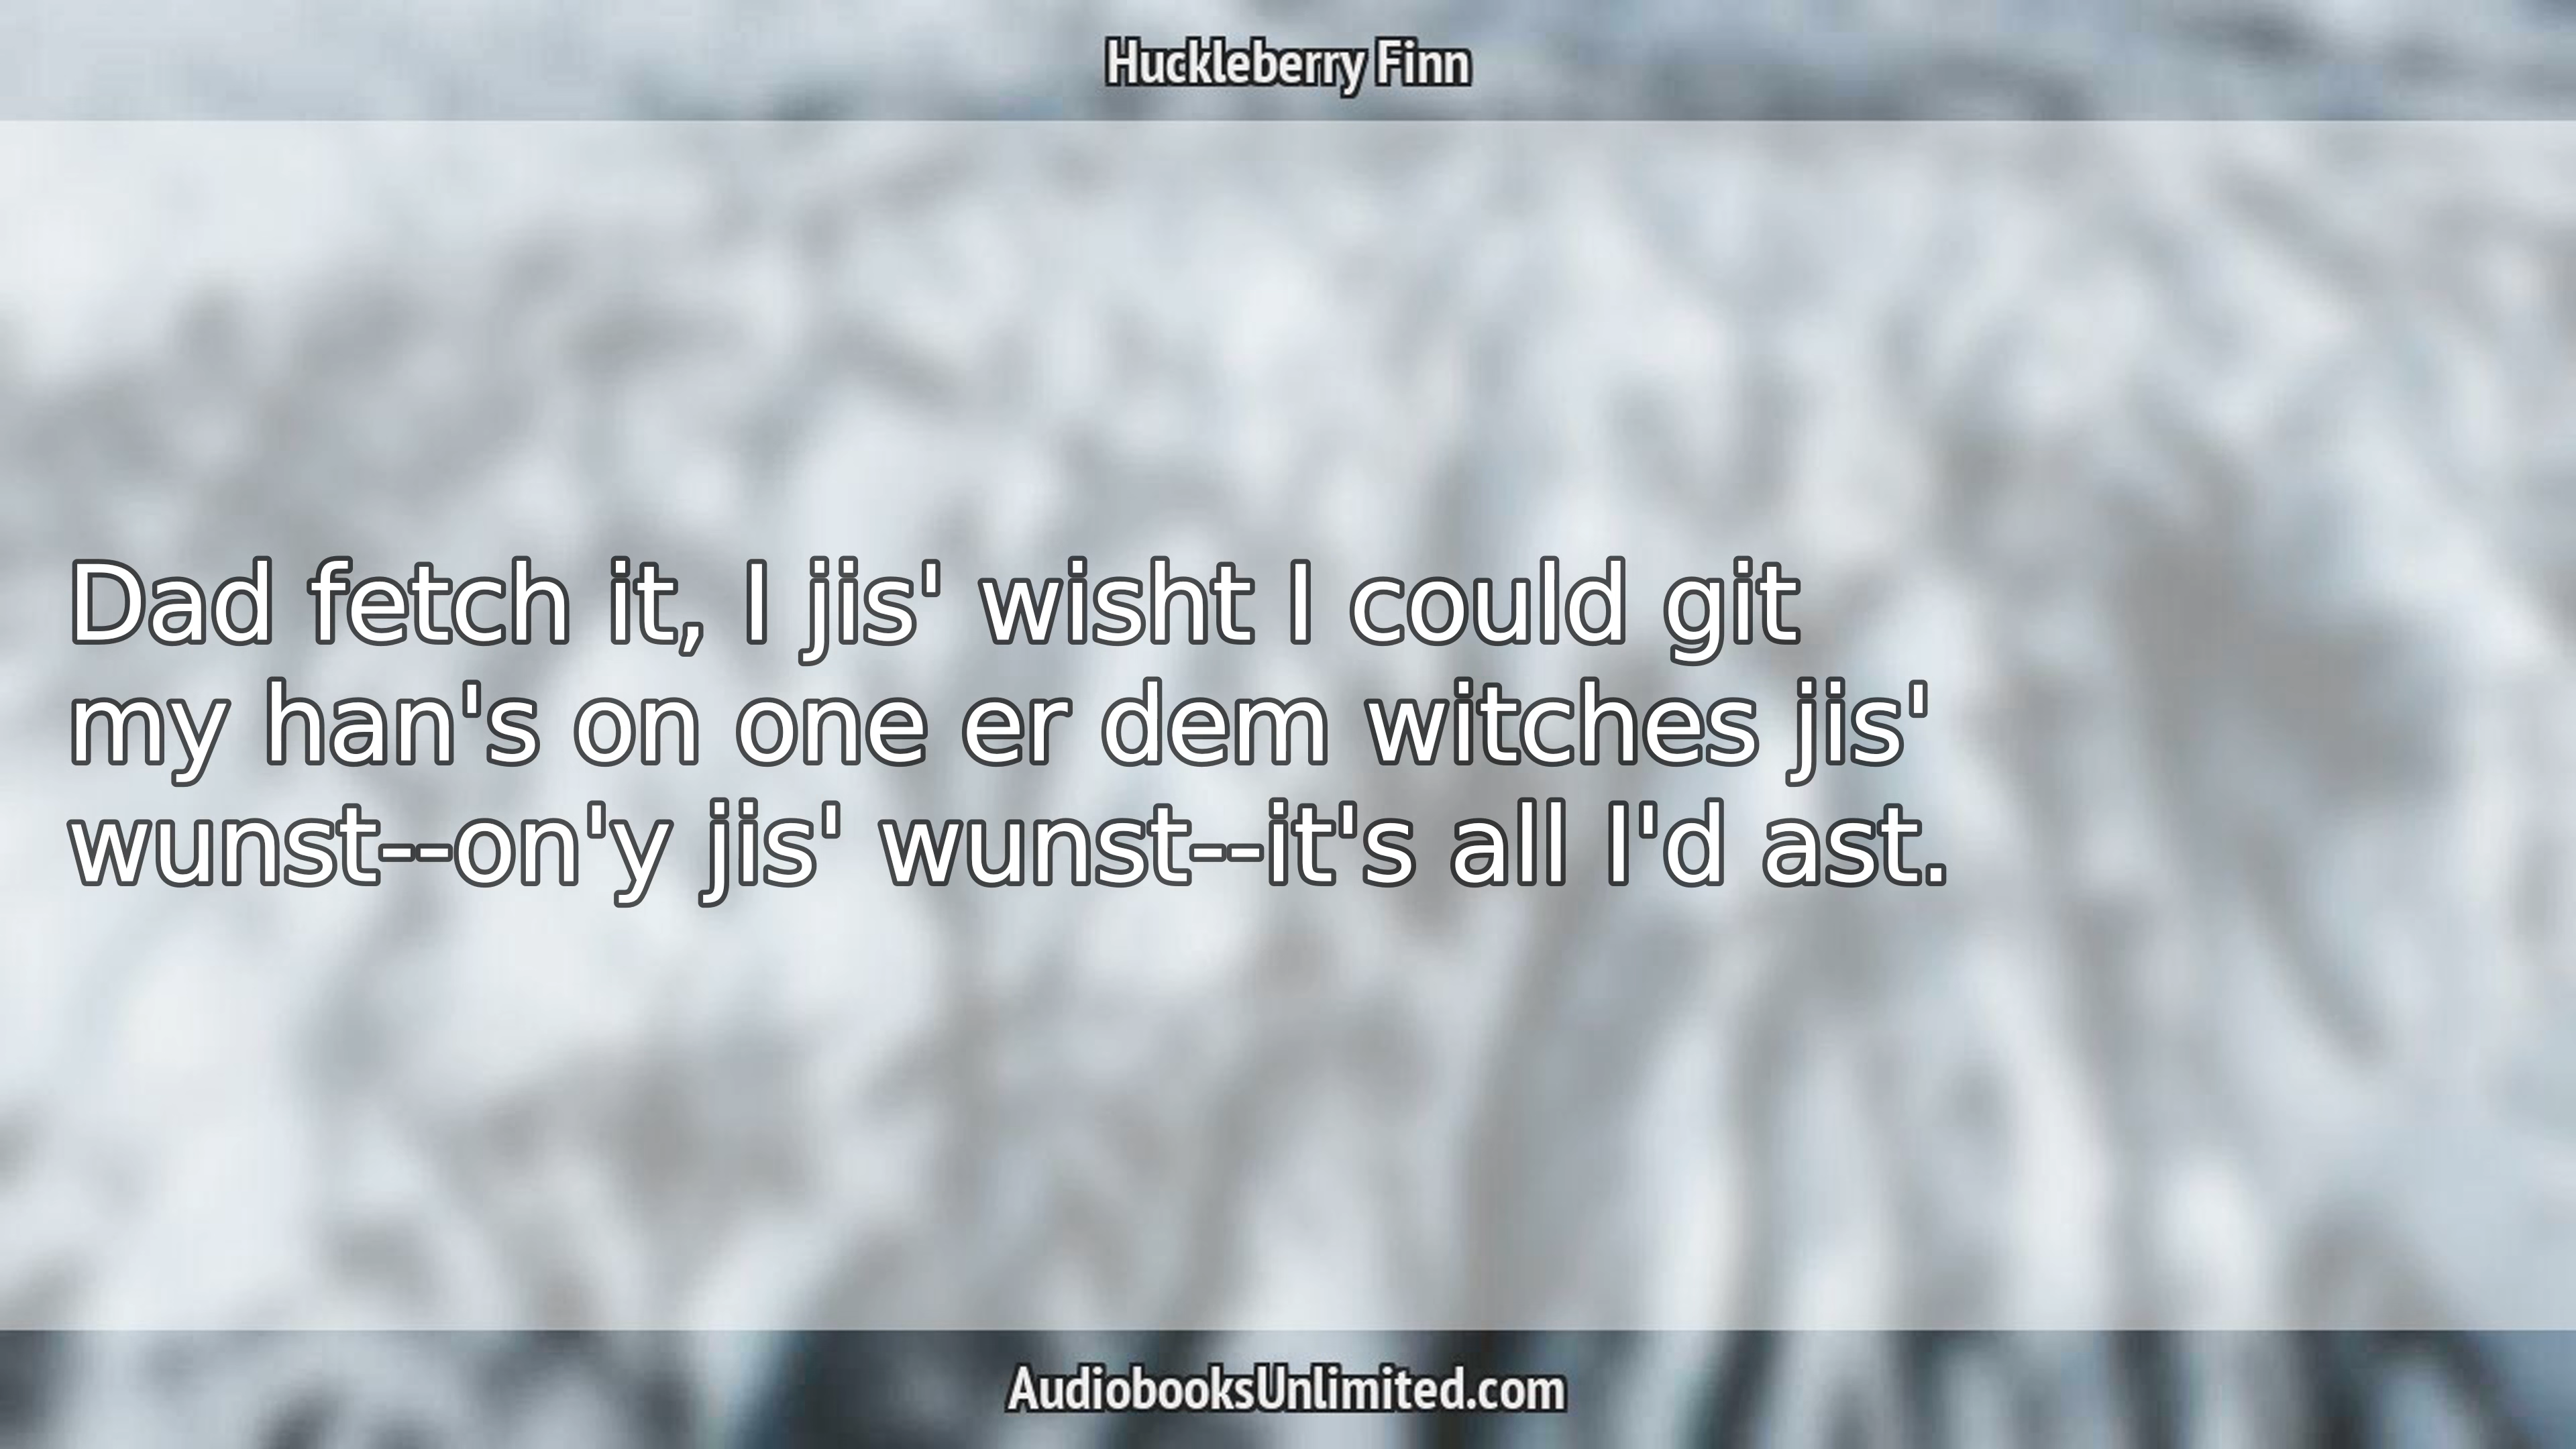 Huckleberry Finn
Dad fetch it, I jis' wisht I could git
my han's on one er dem witches jis'
wunst--on'y jis' wunst--it's all I'd ast.
AudiobooksUnlimited.com